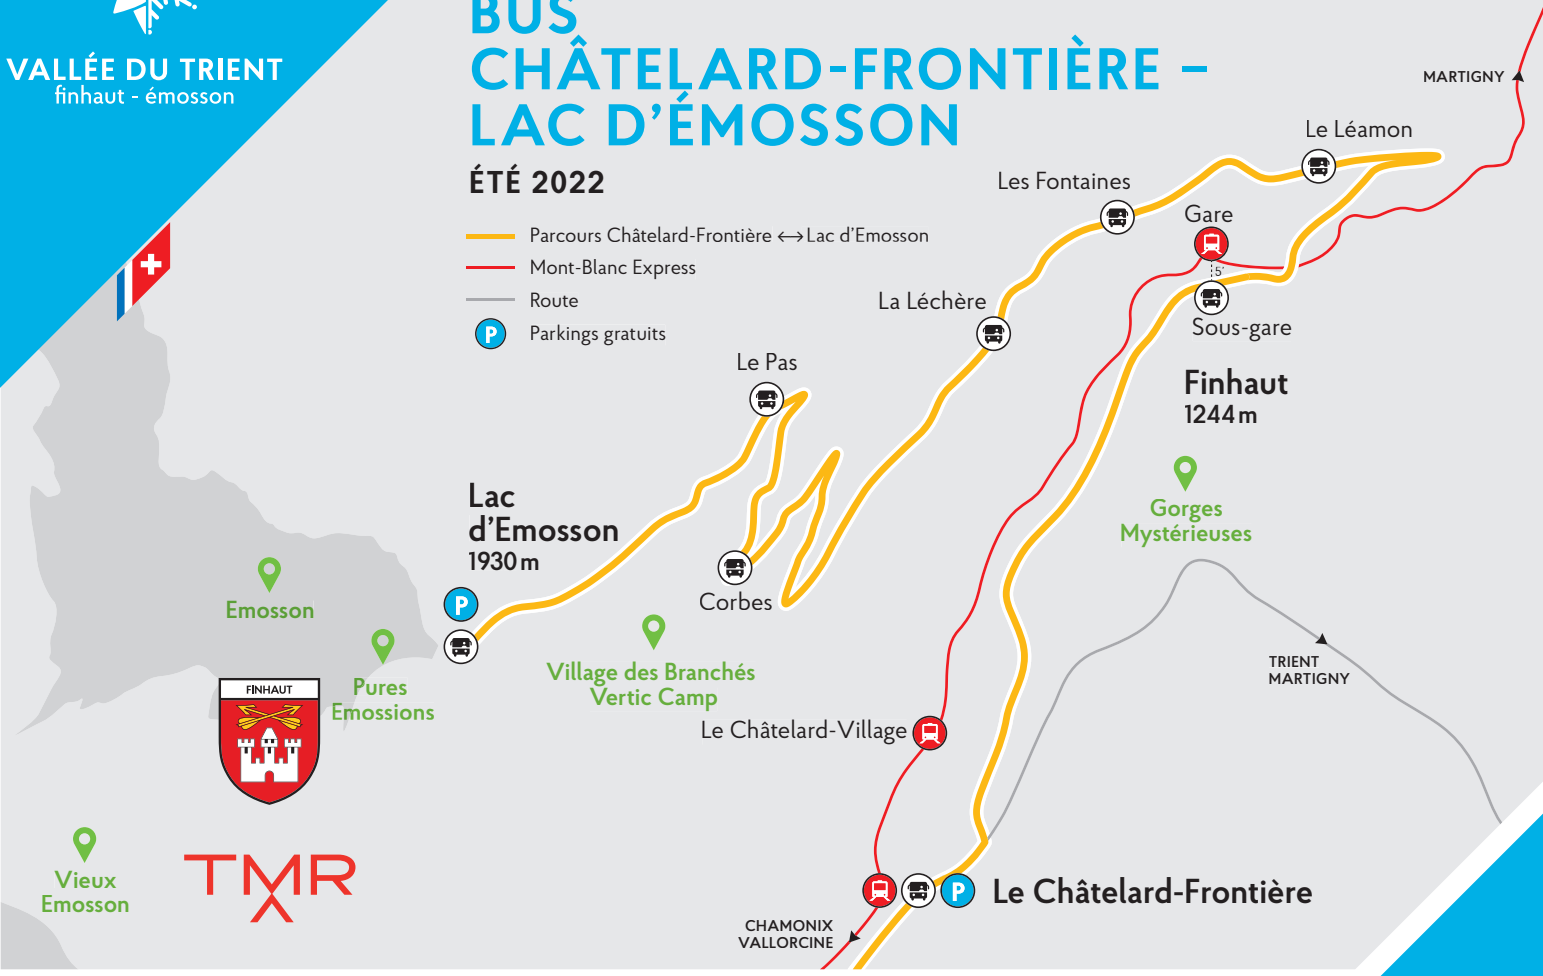 VALLÉE DU TRIENT
finhaut - émosson
BUS
CHÂTELARD-FRONTIÈRE –
LAC D’ÉMOSSON
ÉTÉ 2022
Parcours Châtelard-Frontière ↔ Lac d’Emosson
Mont-Blanc Express
Route
P
Parkings gratuits
MARTIGNY
Le Léamon
Les Fontaines
Gare
5'
Sous-gare
La Léchère
Finhaut
1244 m
Le Pas
Gorges
Mystérieuses
Lac
d’Emosson
1930 m
P
Corbes
Emosson
Pures
Emossions
Village des Branchés
Vertic Camp
TRIENT
MARTIGNY
FINHAUT
Le Châtelard-Village
Vieux
Emosson
TMR
P
Le Châtelard-Frontière
CHAMONIX
VALLORCINE